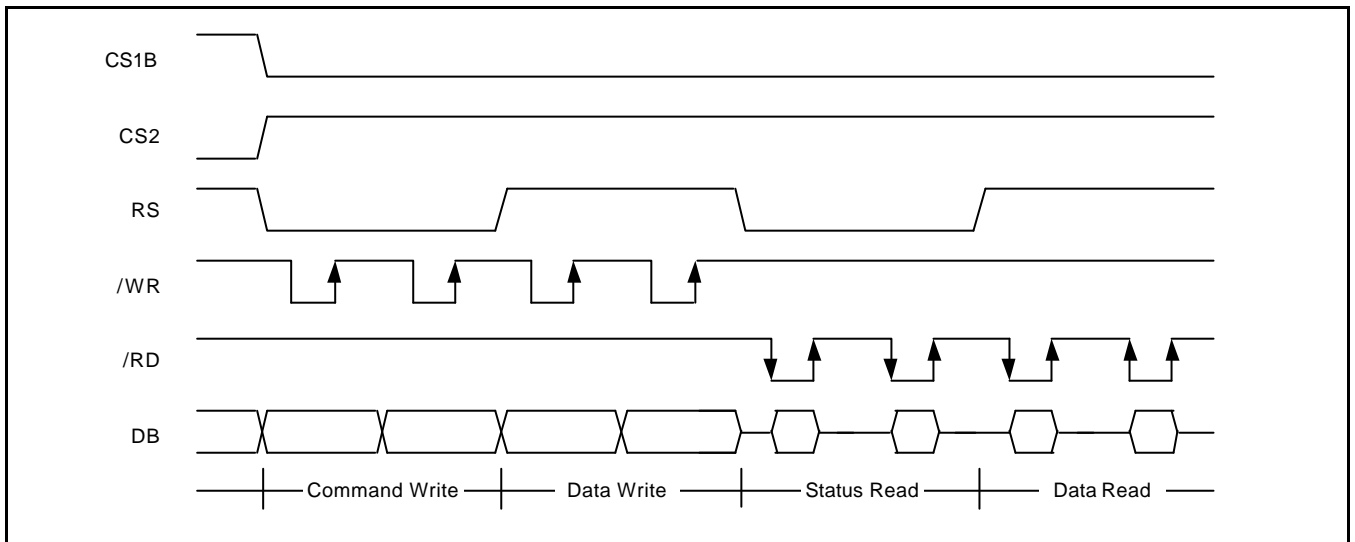 CS1B
CS2
RS
/WR
/RD
DB
Command Write Data Write Status Read Data Read